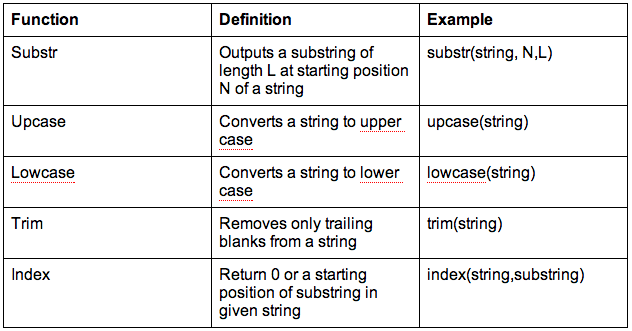 Function Definition Example
Substr Outputs a substring of substr(string, N,L)
length L at starting position
N of a string
Upcase Converts a string to upper upcase(string)
case
Lowcase Converts a string to lower lowcase(string)
case
Trim Removes only trailing trim(string)
blanks from a string
Index Return 0 or a starting index(string,substring)
position of substring in
given string